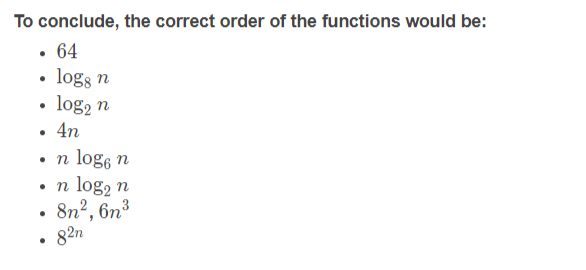 To conclude, the correct order of the functions would be:
• 64
• log₈ n
• log₂ n
• 4n
• n log₆ n
• n log₂ n
• 8n², 6n³
• 8²ⁿ